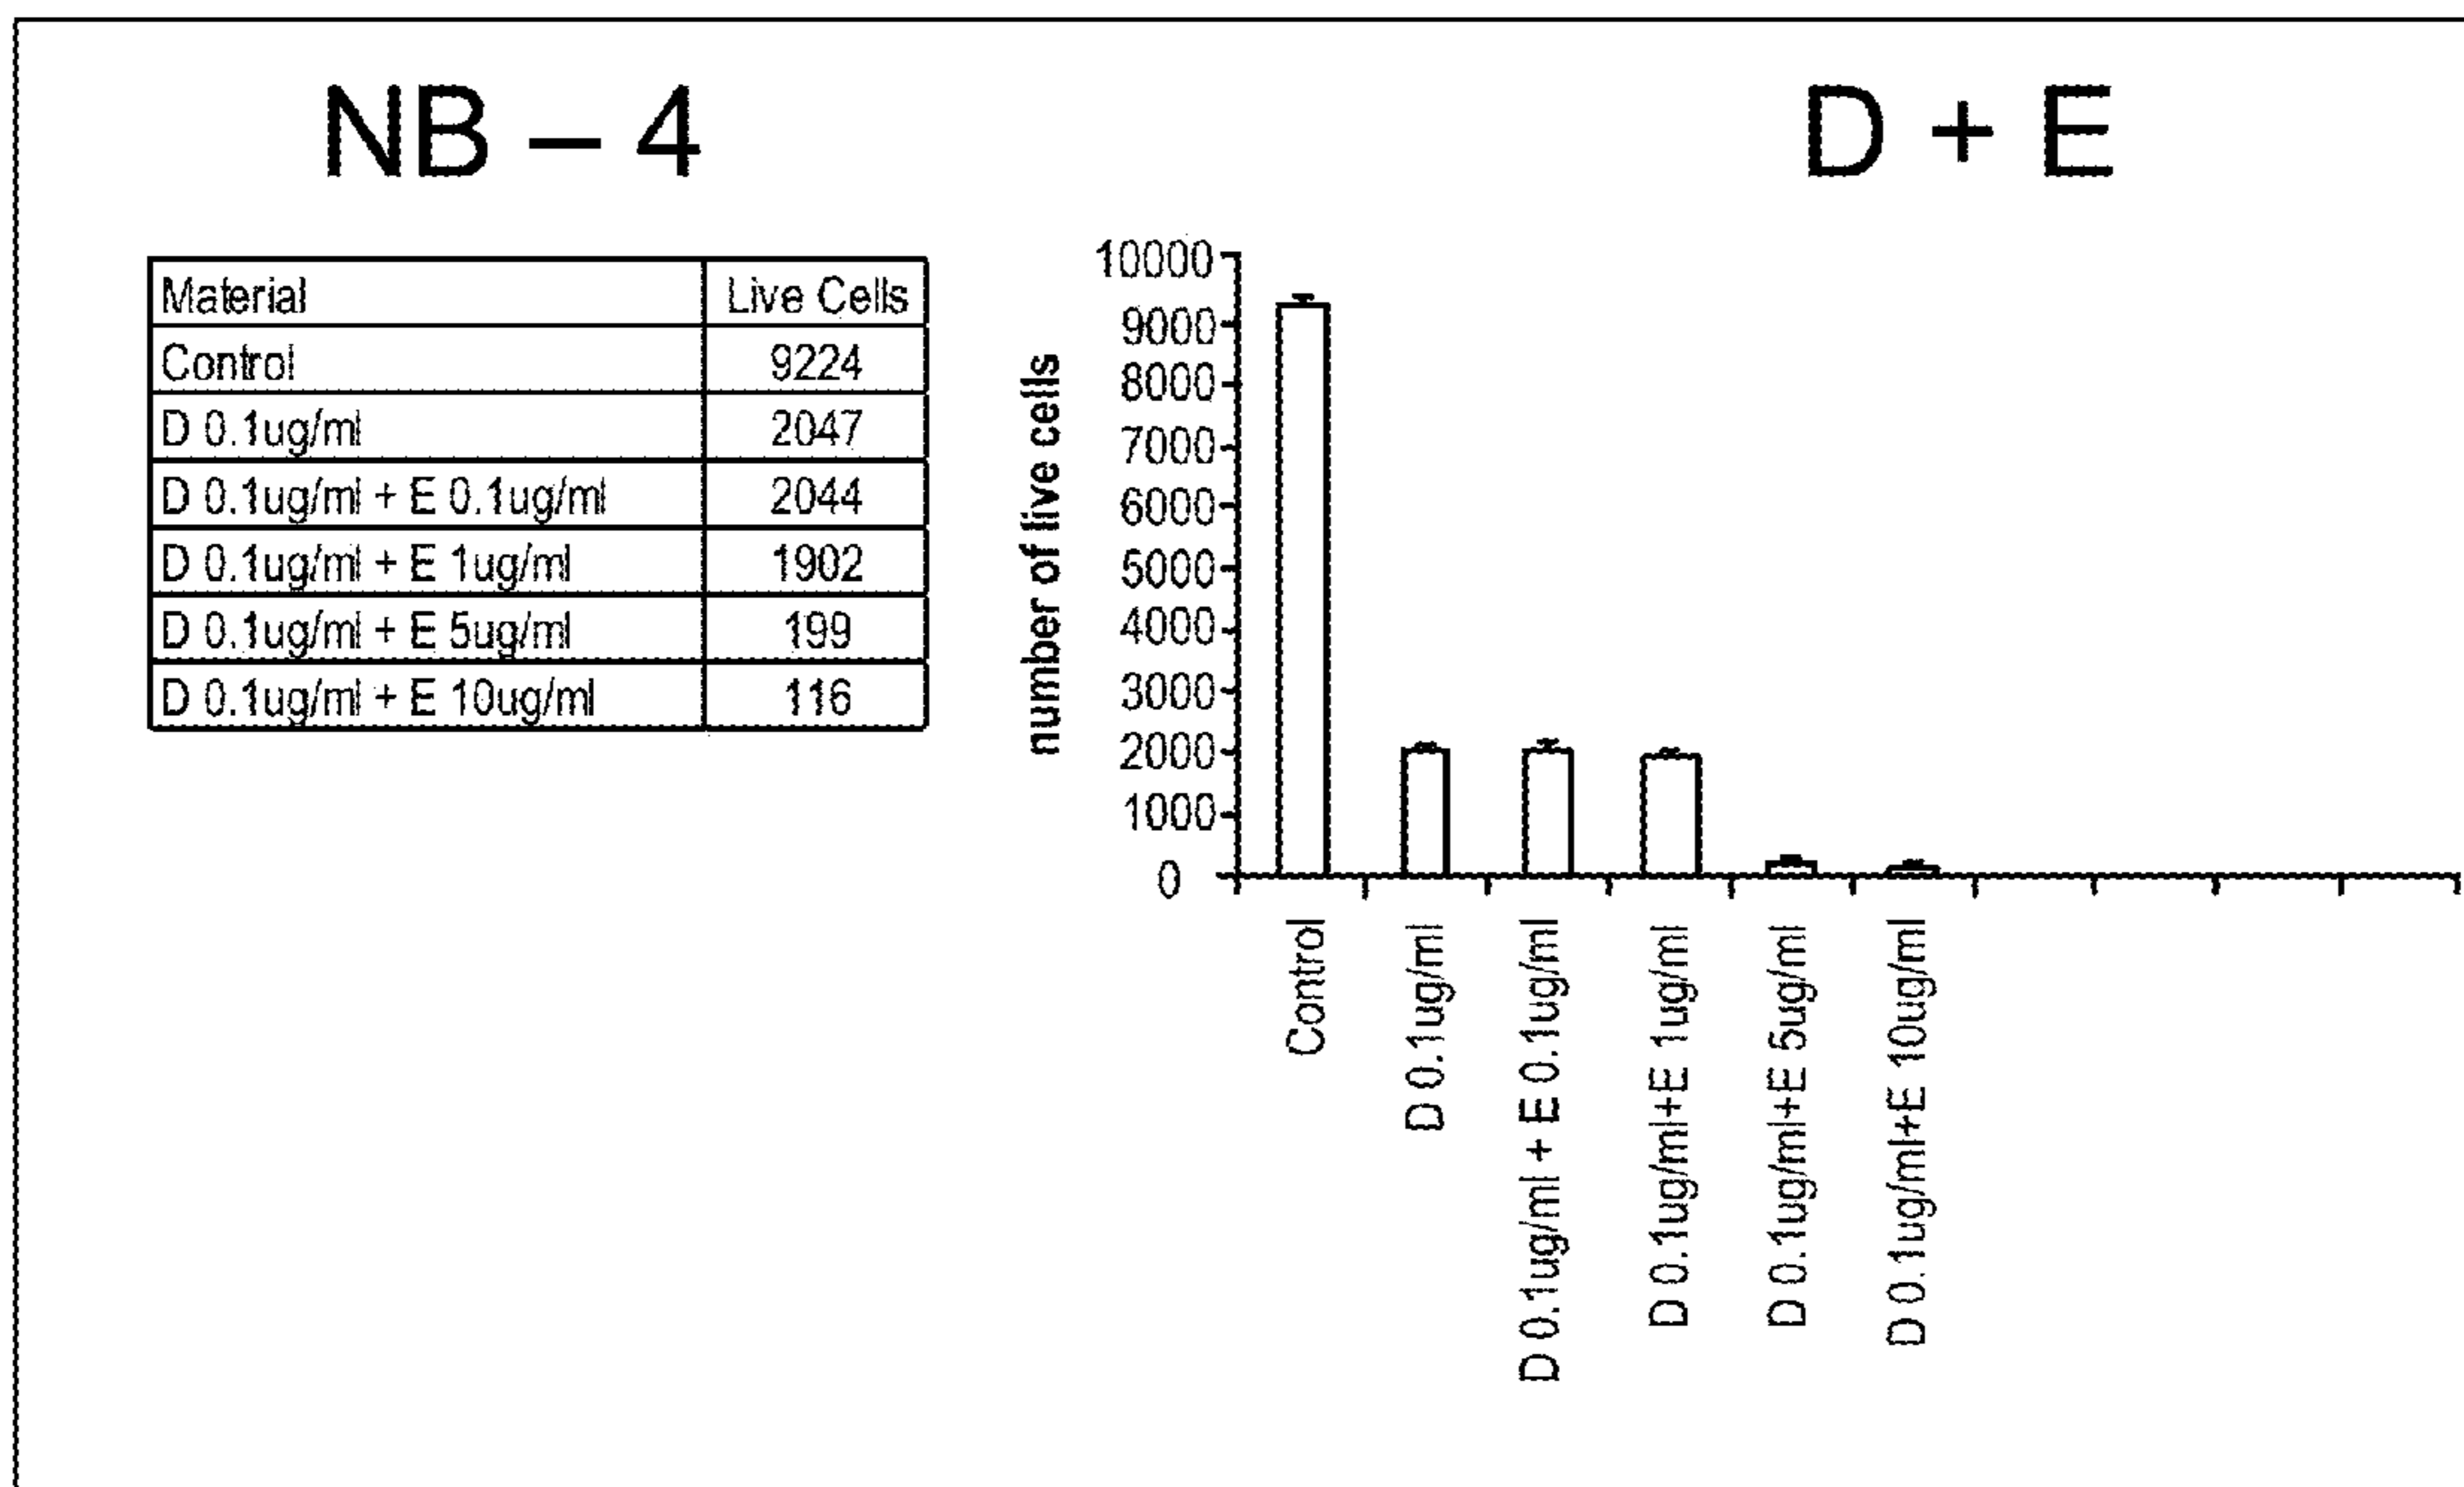 NB – 4
D + E
Material Live Cells
Control 9224
D 0.1ug/ml 2047
D 0.1ug/ml + E 0.1ug/ml 2044
D 0.1ug/ml + E 1ug/ml 1902
D 0.1ug/ml + E 5ug/ml 199
D 0.1ug/ml + E 10ug/ml 116
number of live cells
10000
9000
8000
7000
6000
5000
4000
3000
2000
1000
0
Control
D 0.1ug/ml
D 0.1ug/ml + E 0.1ug/ml
D 0.1ug/ml+E 1ug/ml
D 0.1ug/ml+E 5ug/ml
D 0.1ug/ml+E 10ug/ml